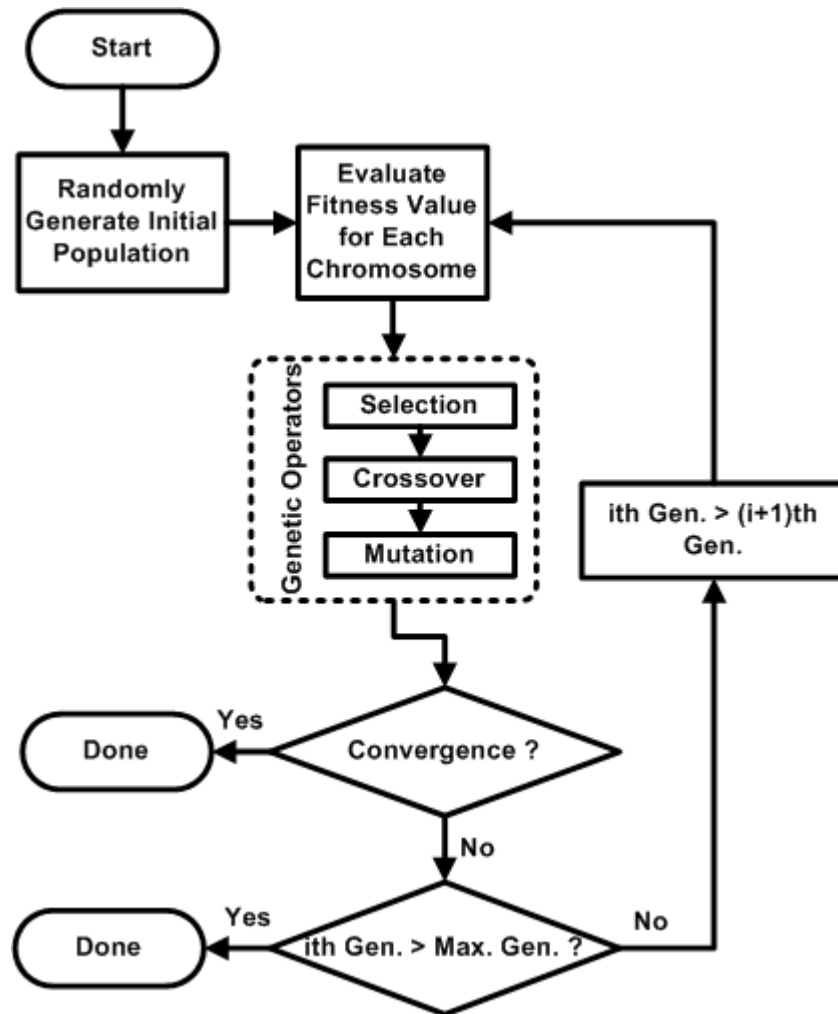 Start
Randomly
Generate Initial
Population
Evaluate
Fitness Value
for Each
Chromosome
Genetic Operators
Selection
Crossover
Mutation
ith Gen. > (i+1)th
Gen.
Convergence ?
Yes
Done
No
ith Gen. > Max. Gen. ?
Yes
Done
No